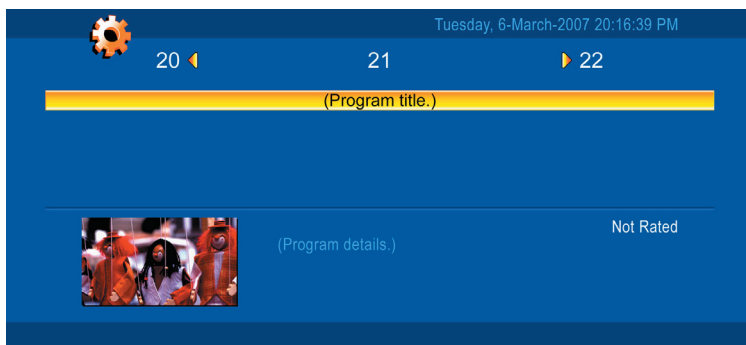 Tuesday, 6-March-2007 20:16:39 PM
20 21 22
(Program title.)
Not Rated
(Program details.)